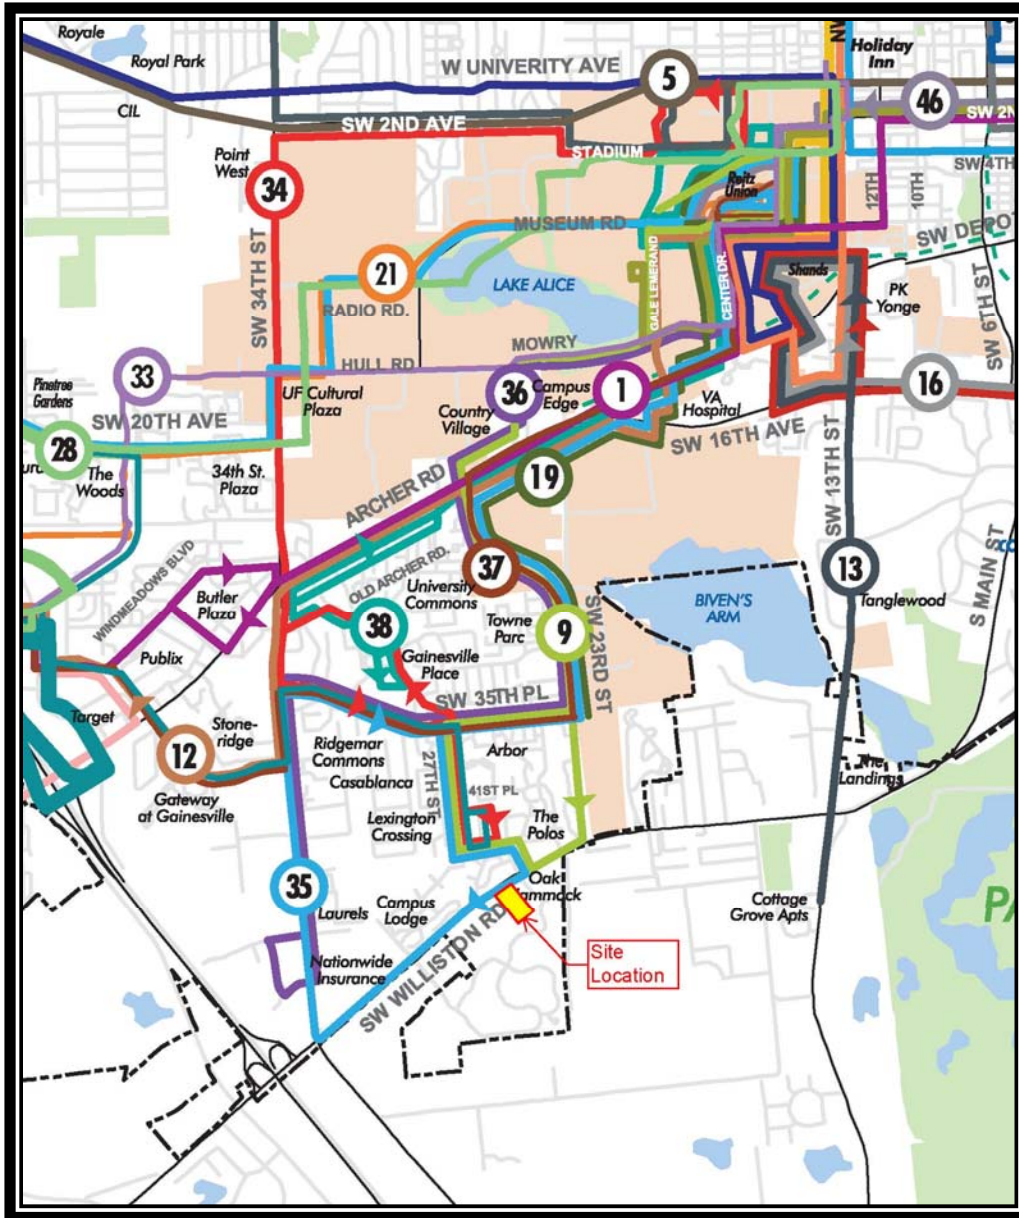 Royale
Royal Park
W UNIVERITY AVE
NW
Holiday
Inn
5
46
CIL
SW 2ND AVE
SW 2N
Point
West
STADIUM
SW 4TH
34
Reitz
Union
12TH
10TH
MUSEUM RD
SW DEPOT
SW 34TH ST
21
GALE LEMERAND
CENTER DR.
Shands
LAKE ALICE
PK
Yonge
SW 6TH ST
RADIO RD.
MOWRY
HULL RD
33
Pinetree
Gardens
UF Cultural
Plaza
36
Campus
Edge
1
16
SW 20TH AVE
Country
Village
VA
Hospital
SW 16TH AVE
SW 13TH ST
28
The
Woods
34th St.
Plaza
ARCHER RD
19
WINDMEADOWS BLVD
OLD ARCHER RD.
37
13
S MAIN ST
Butler
Plaza
University
Commons
BIVEN'S
ARM
Tanglewood
38
Towne
Parc
9
SW 23RD ST
Publix
Gainesville
Place
SW 35TH PL
Target
Stone-
ridge
12
Ridgemar
Commons
Arbor
Casablanca
27TH ST
The
Landings
Gateway
at Gainesville
41ST PL
Lexington
Crossing
The
Polos
35
Oak
Hammock
Laurels
Campus
Lodge
Cottage
Grove Apts
PA
Nationwide
Insurance
SW WILLISTON RD
Site
Location